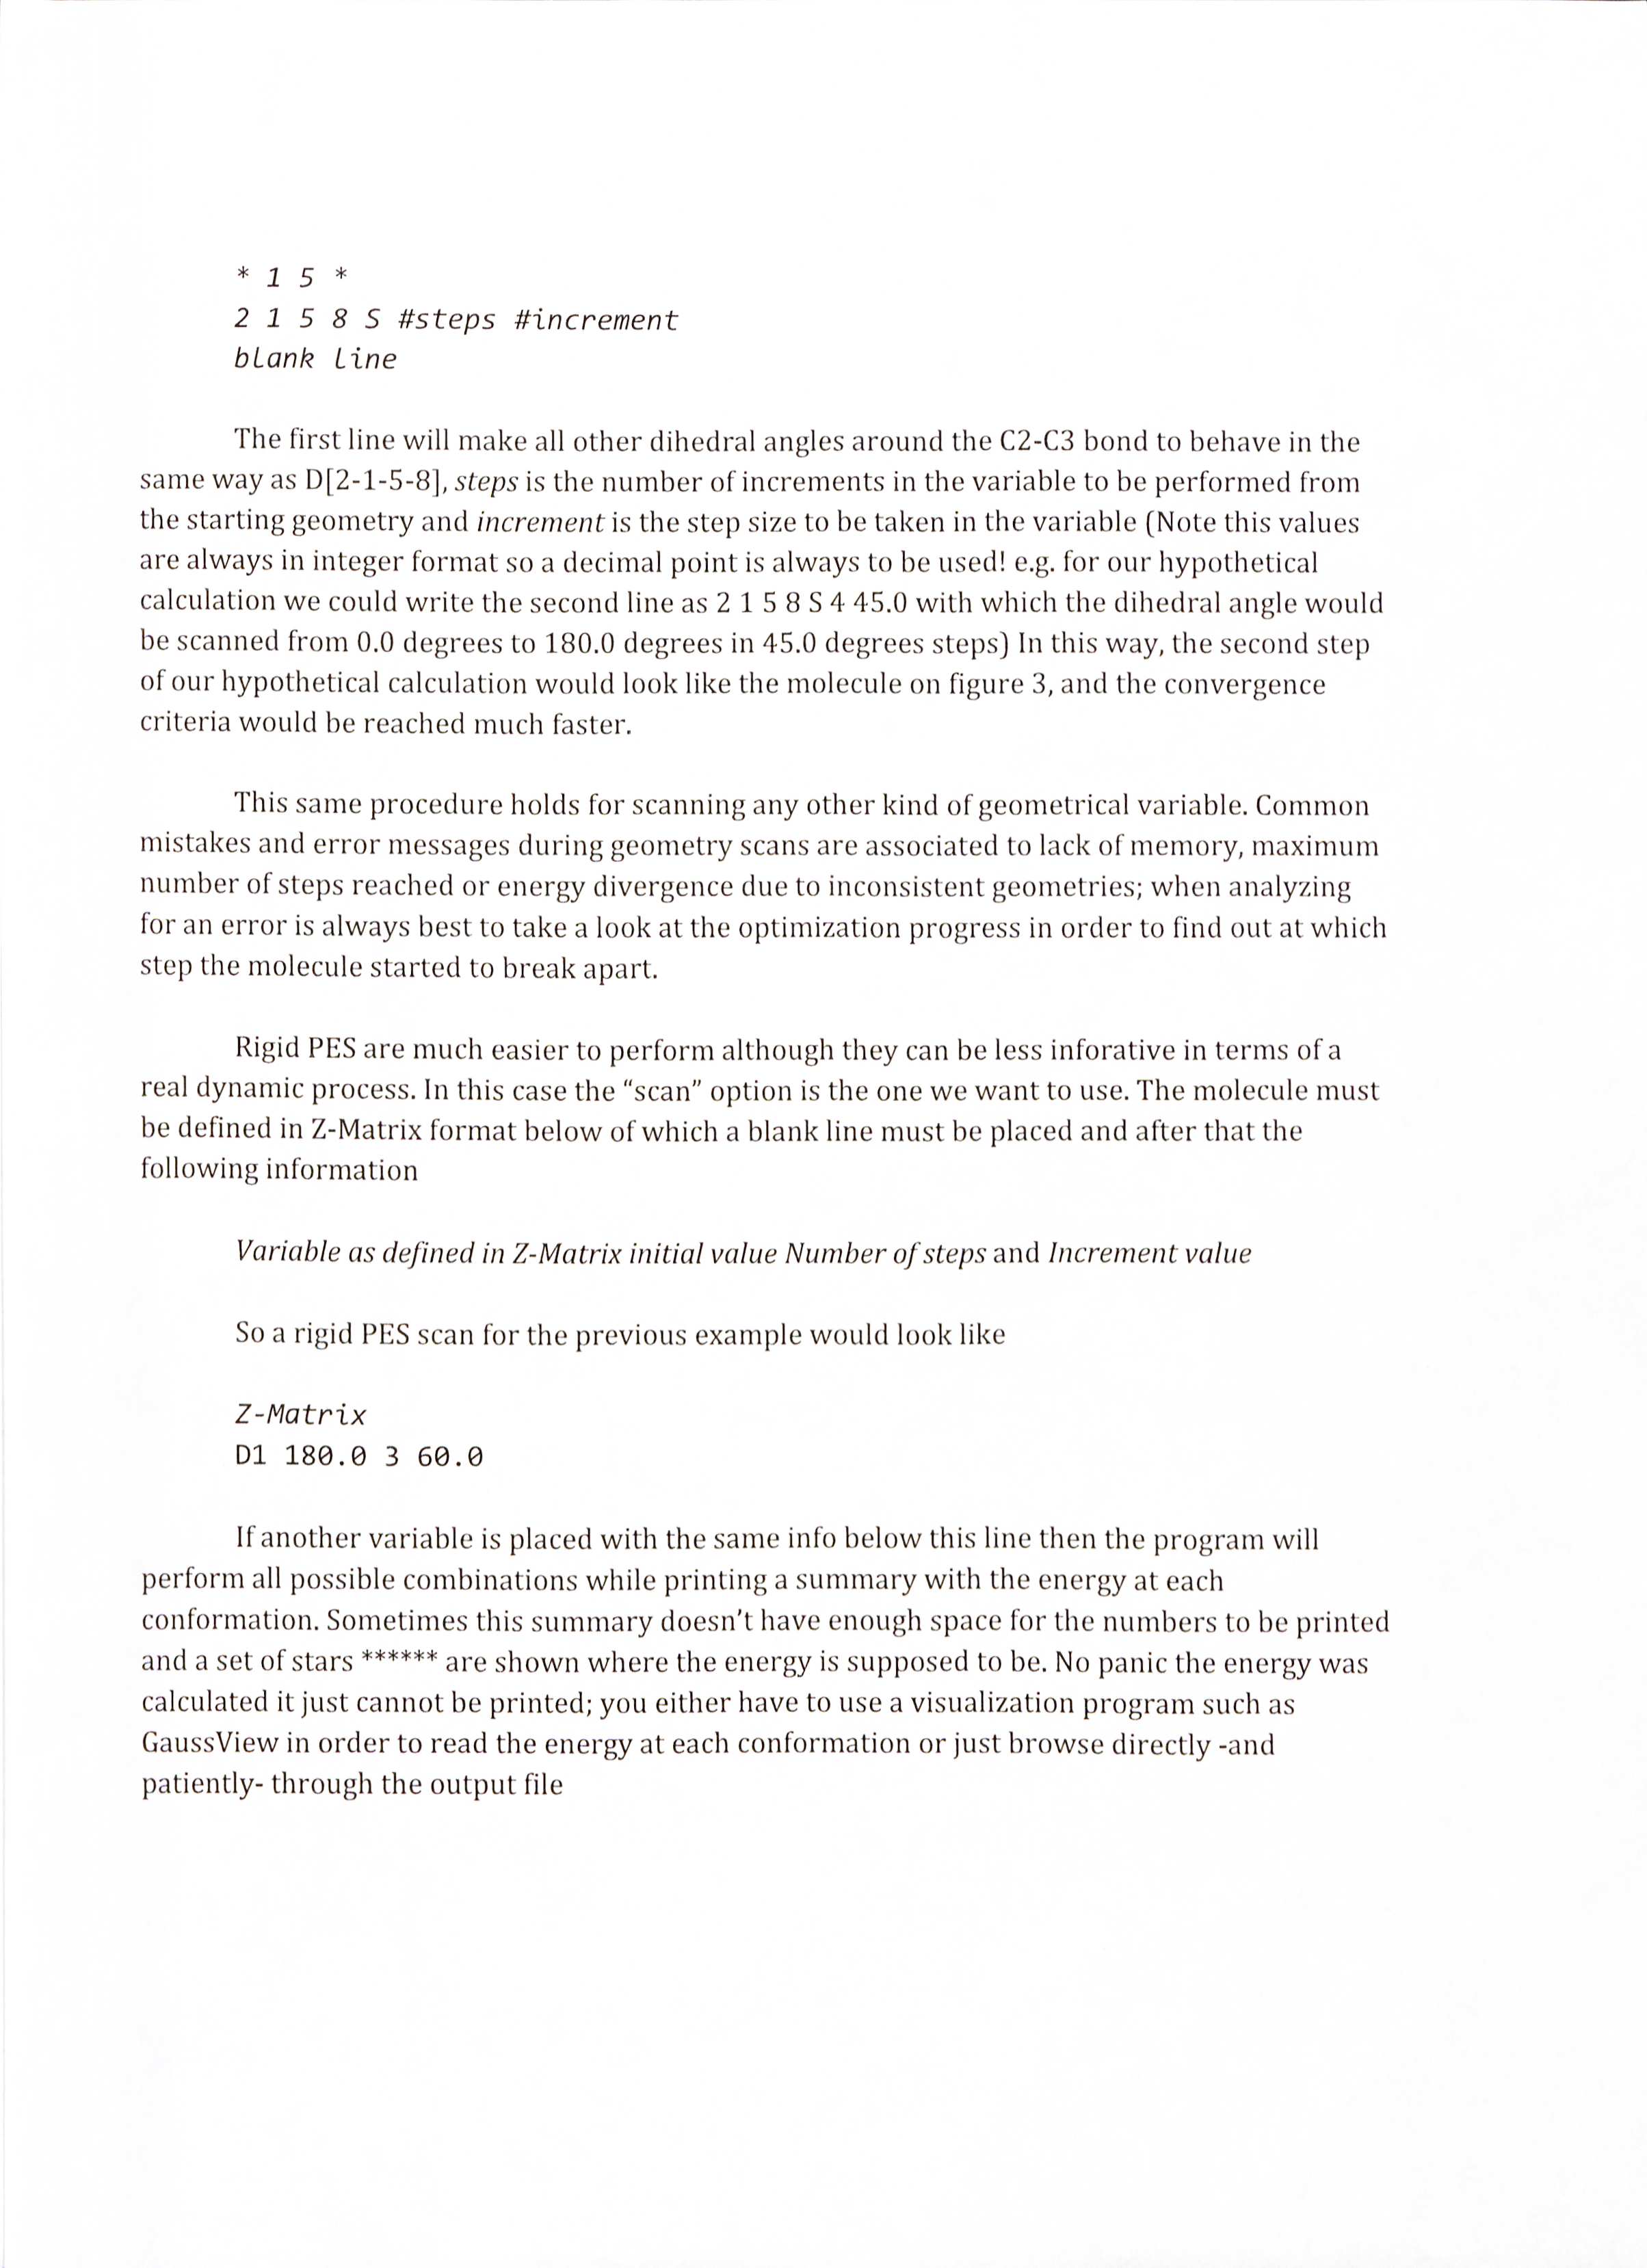 * 1 5 *
2 1 5 8 S #steps #increment
blank line
The first line will make all other dihedral angles around the C2-C3 bond to behave in the
same way as D[2-1-5-8], steps is the number of increments in the variable to be performed from
the starting geometry and increment is the step size to be taken in the variable (Note this values
are always in integer format so a decimal point is always to be used! e.g. for our hypothetical
calculation we could write the second line as 2 1 5 8 S 4 45.0 with which the dihedral angle would
be scanned from 0.0 degrees to 180.0 degrees in 45.0 degrees steps) In this way, the second step
of our hypothetical calculation would look like the molecule on figure 3, and the convergence
criteria would be reached much faster.
This same procedure holds for scanning any other kind of geometrical variable. Common
mistakes and error messages during geometry scans are associated to lack of memory, maximum
number of steps reached or energy divergence due to inconsistent geometries; when analyzing
for an error is always best to take a look at the optimization progress in order to find out at which
step the molecule started to break apart.
Rigid PES are much easier to perform although they can be less inforative in terms of a
real dynamic process. In this case the “scan” option is the one we want to use. The molecule must
be defined in Z-Matrix format below of which a blank line must be placed and after that the
following information
Variable as defined in Z-Matrix initial value Number of steps and Increment value
So a rigid PES scan for the previous example would look like
Z-Matrix
D1 180.0 3 60.0
If another variable is placed with the same info below this line then the program will
perform all possible combinations while printing a summary with the energy at each
conformation. Sometimes this summary doesn’t have enough space for the numbers to be printed
and a set of stars ****** are shown where the energy is supposed to be. No panic the energy was
calculated it just cannot be printed; you either have to use a visualization program such as
GaussView in order to read the energy at each conformation or just browse directly -and
patiently- through the output file